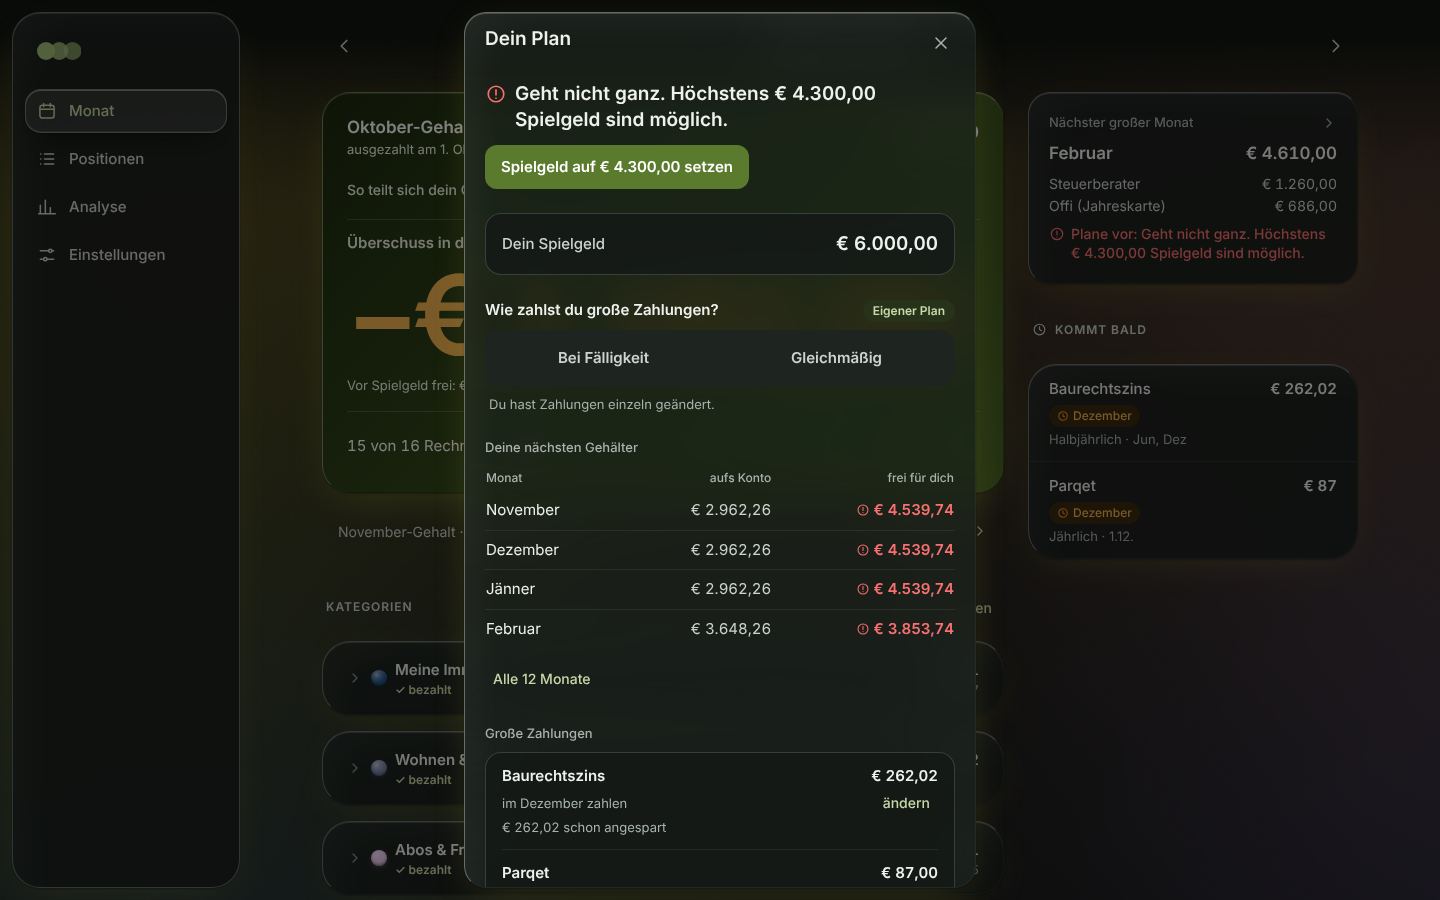 Monat
Positionen
Analyse
Einstellungen
Oktober-Geha
ausgezahlt am 1. O
So teilt sich dein
Überschuss in d
–€
Vor Spielgeld frei: €
15 von 16 Rech
November-Gehalt ·
KATEGORIEN
Meine Im
✓ bezahlt
Wohnen &
✓ bezahlt
Abos & Fr
✓ bezahlt
Dein Plan
Geht nicht ganz. Höchstens € 4.300,00
Spielgeld sind möglich.
Spielgeld auf € 4.300,00 setzen
Dein Spielgeld € 6.000,00
Wie zahlst du große Zahlungen? Eigener Plan
Bei Fälligkeit Gleichmäßig
Du hast Zahlungen einzeln geändert.
Deine nächsten Gehälter
Monat aufs Konto frei für dich
November € 2.962,26 € 4.539,74
Dezember € 2.962,26 € 4.539,74
Jänner € 2.962,26 € 4.539,74
Februar € 3.648,26 € 3.853,74
Alle 12 Monate
Große Zahlungen
Baurechtszins € 262,02
im Dezember zahlen ändern
€ 262,02 schon angespart
Parqet € 87,00
en
Nächster großer Monat
Februar € 4.610,00
Steuerberater € 1.260,00
Offi (Jahreskarte) € 686,00
Plane vor: Geht nicht ganz. Höchstens
€ 4.300,00 Spielgeld sind möglich.
KOMMT BALD
Baurechtszins € 262,02
Dezember
Halbjährlich · Jun, Dez
Parqet € 87
Dezember
Jährlich · 1.12.